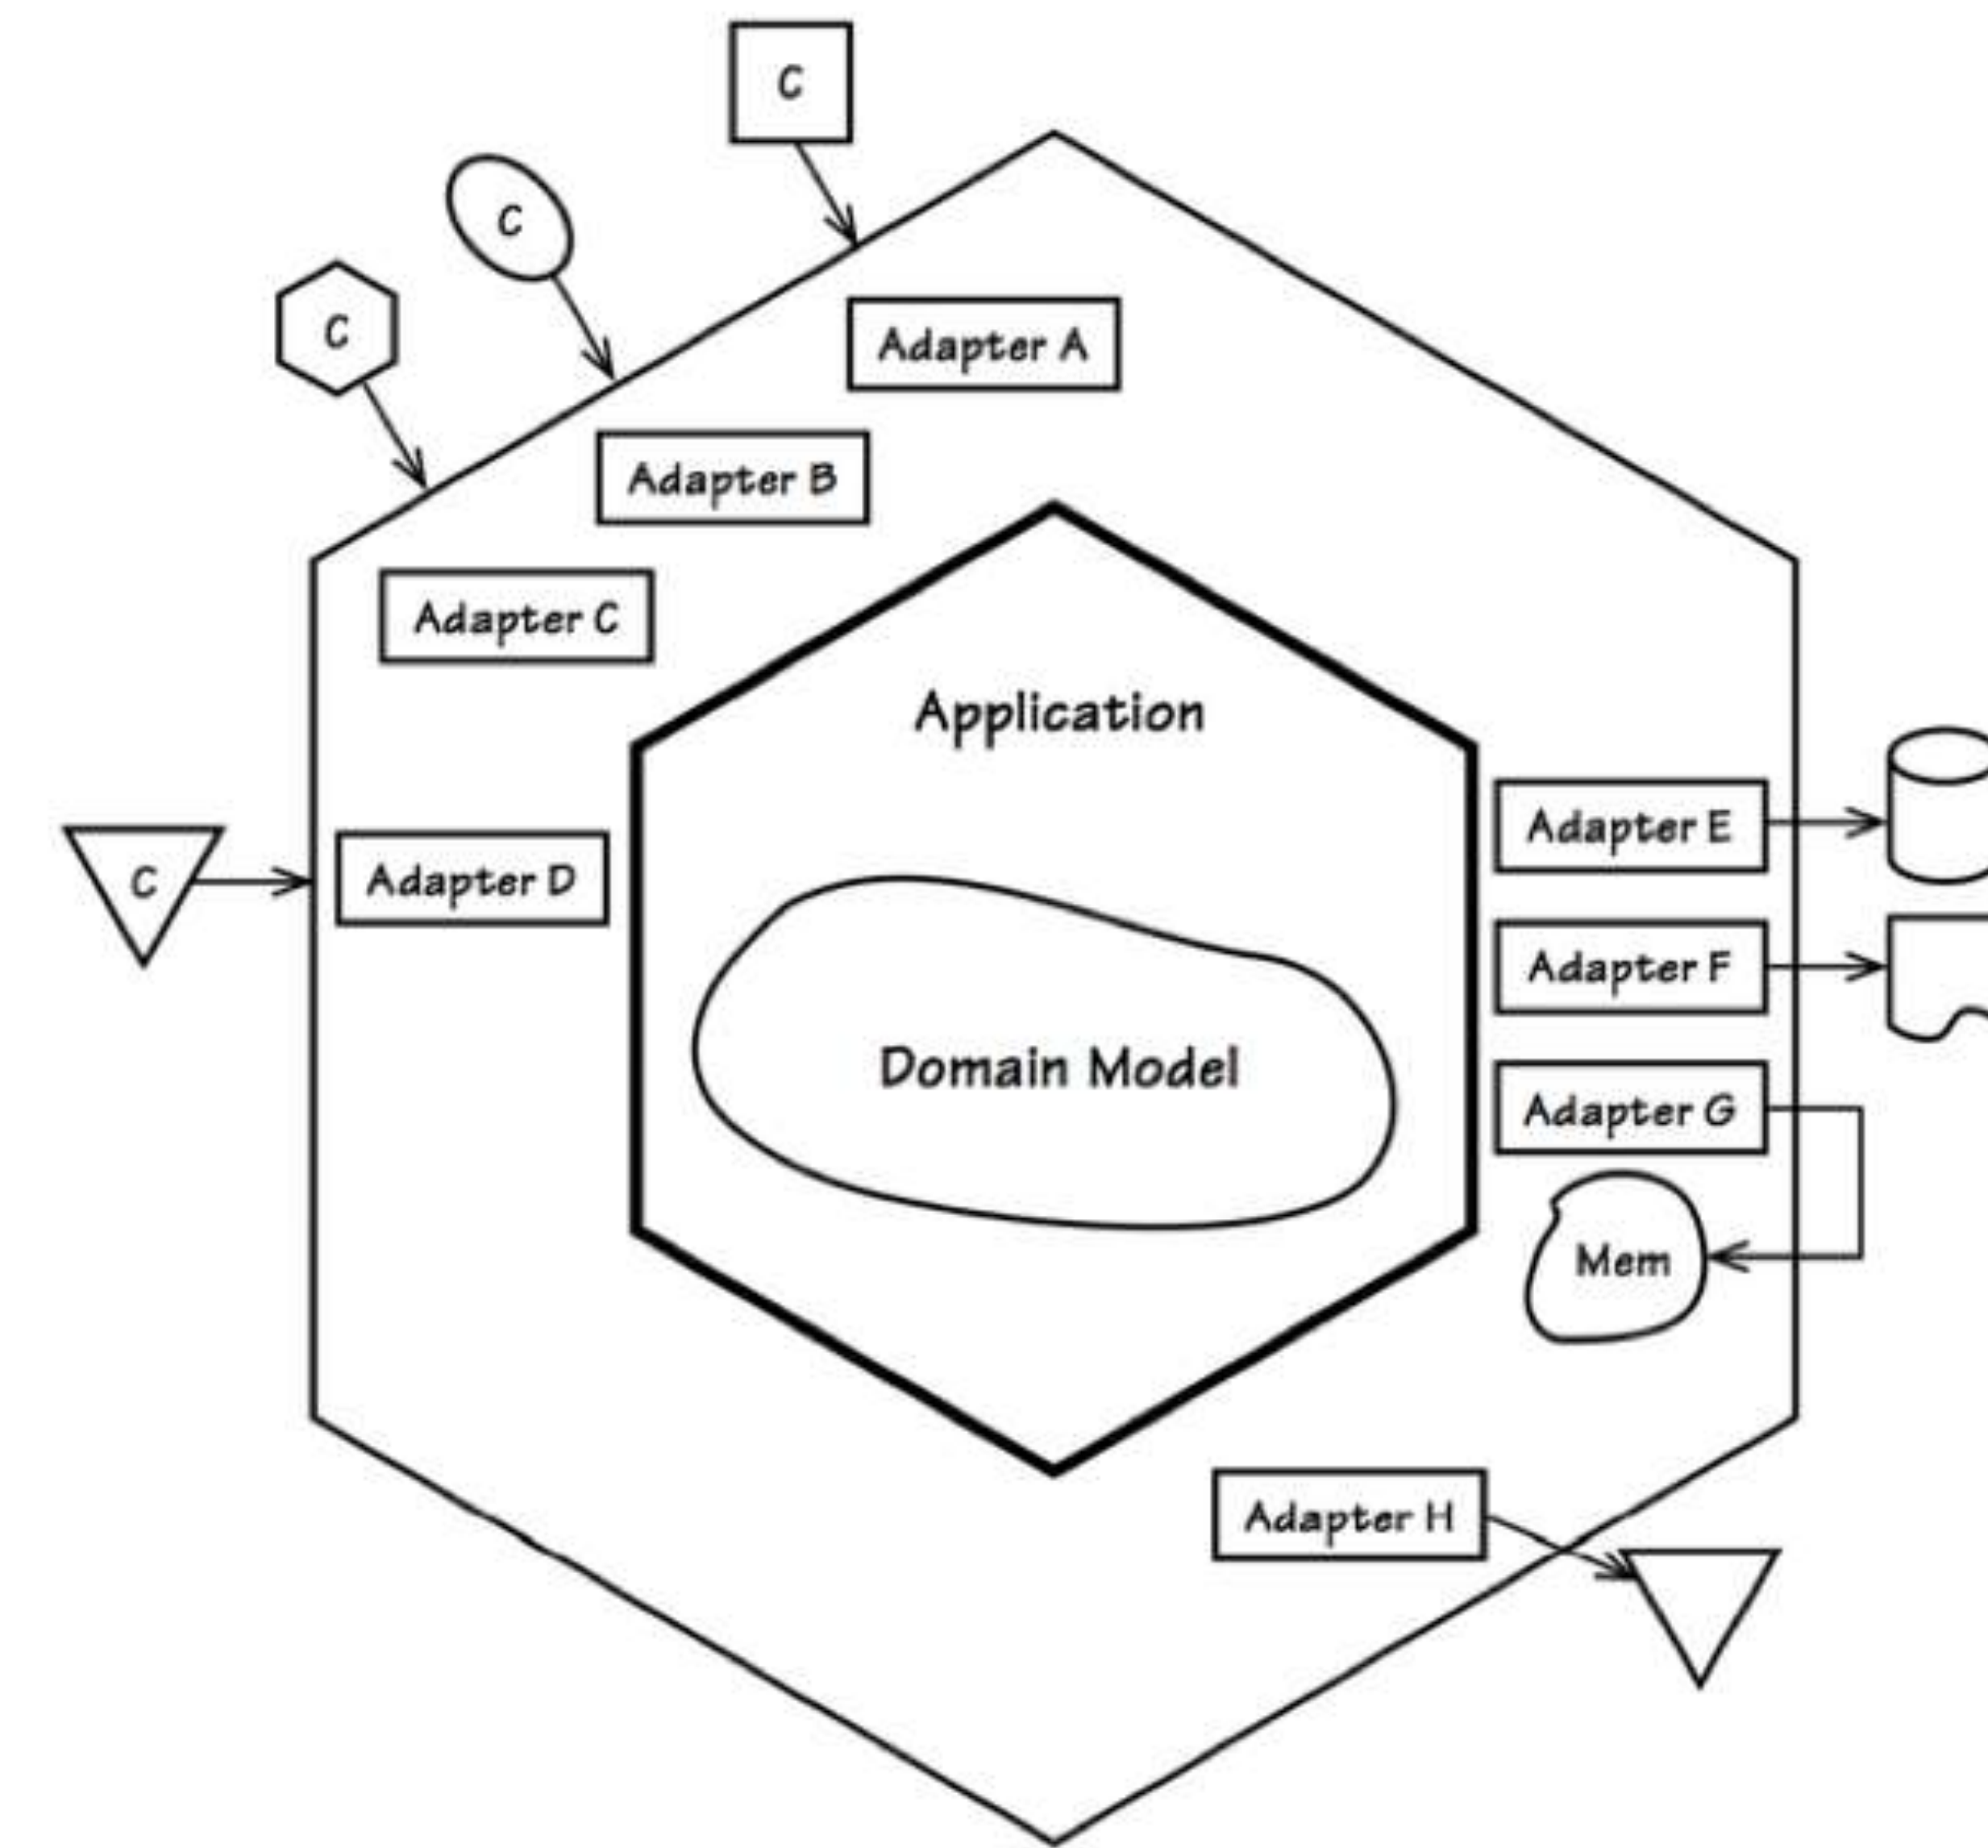 C
C
C
Adapter A
Adapter B
Adapter C
Application
Adapter E
C
Adapter D
Adapter F
Domain Model
Adapter G
Mem
Adapter H